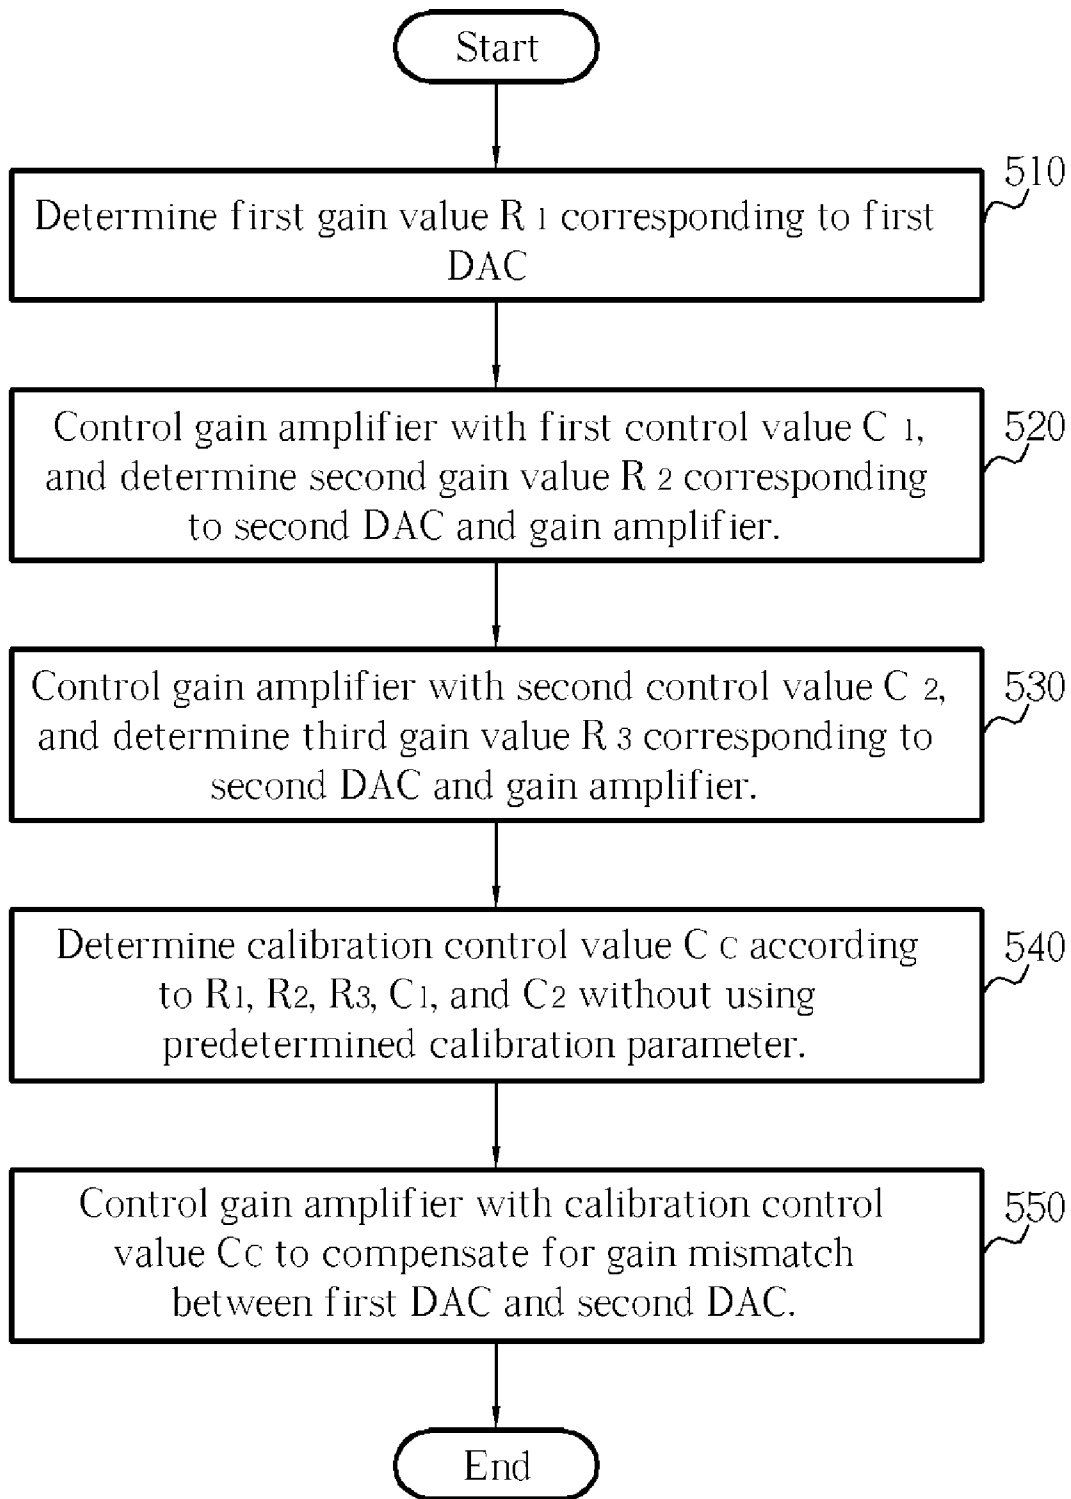 Start
510
Determine first gain value R 1 corresponding to first
DAC
520
Control gain amplifier with first control value C 1,
and determine second gain value R 2 corresponding
to second DAC and gain amplifier.
530
Control gain amplifier with second control value C 2,
and determine third gain value R 3 corresponding to
second DAC and gain amplifier.
540
Determine calibration control value C C according
to R1, R2, R3, C1, and C2 without using
predetermined calibration parameter.
550
Control gain amplifier with calibration control
value CC to compensate for gain mismatch
between first DAC and second DAC.
End